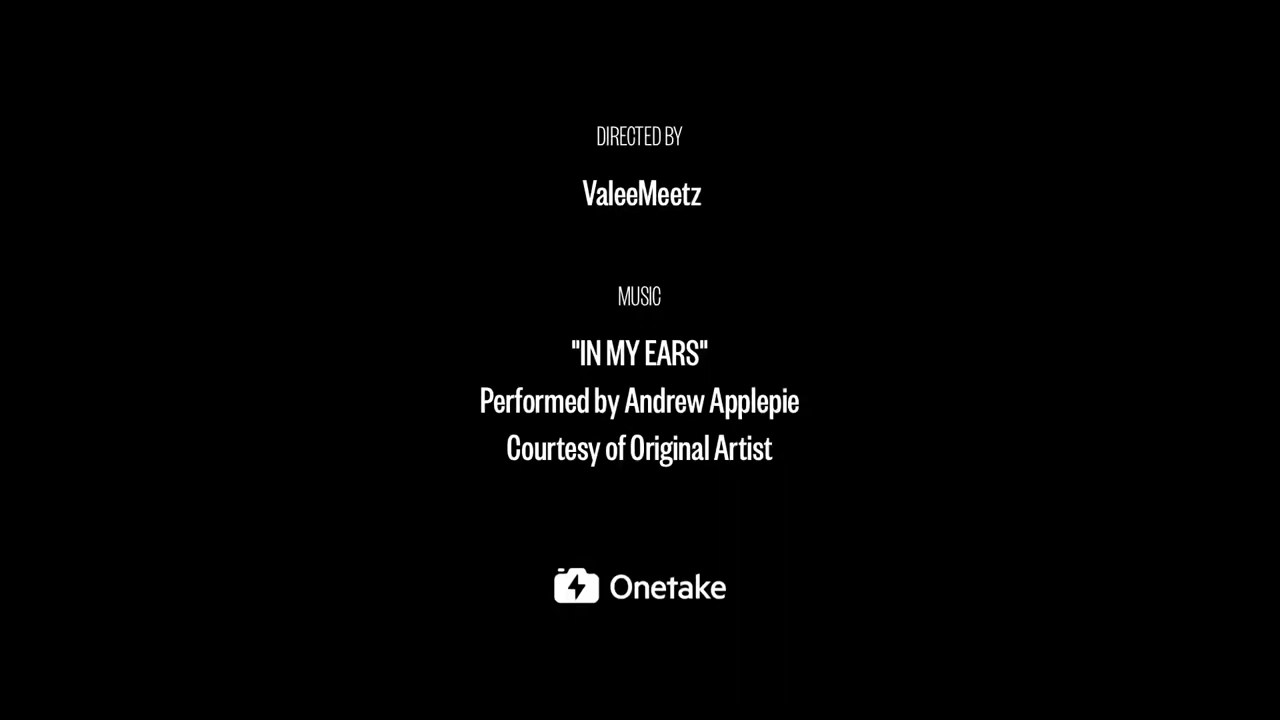 DIRECTED BY
ValeeMeetz
MUSIC
"IN MY EARS"
Performed by Andrew Applepie
Courtesy of Original Artist
Onetake